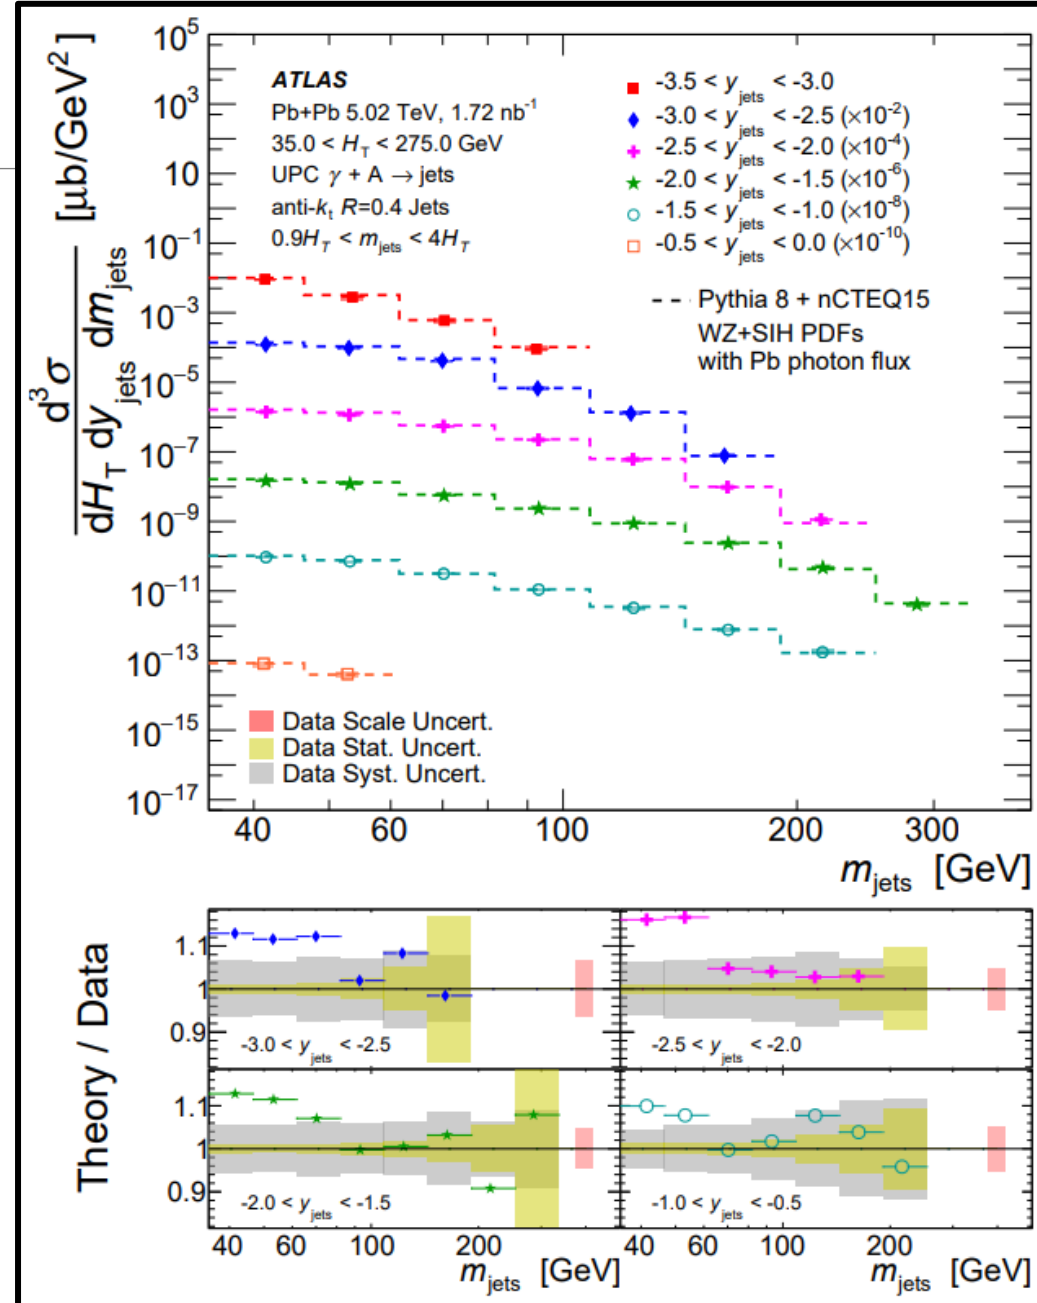 d³σ / dH_T dy_jets dm_jets [μb/GeV²]
10⁵
10³
10
10⁻¹
10⁻³
10⁻⁵
10⁻⁷
10⁻⁹
10⁻¹¹
10⁻¹³
10⁻¹⁵
10⁻¹⁷
ATLAS
Pb+Pb 5.02 TeV, 1.72 nb⁻¹
35.0 < H_T < 275.0 GeV
UPC γ + A → jets
anti-k_t R=0.4 Jets
0.9H_T < m_jets < 4H_T
-3.5 < y_jets < -3.0
-3.0 < y_jets < -2.5 (×10⁻²)
-2.5 < y_jets < -2.0 (×10⁻⁴)
-2.0 < y_jets < -1.5 (×10⁻⁶)
-1.5 < y_jets < -1.0 (×10⁻⁸)
-0.5 < y_jets < 0.0 (×10⁻¹⁰)
Pythia 8 + nCTEQ15
WZ+SIH PDFs
with Pb photon flux
Data Scale Uncert.
Data Stat. Uncert.
Data Syst. Uncert.
40 60 100 200 300
m_jets [GeV]
Theory / Data
1.1
1
0.9
-3.0 < y_jets < -2.5
-2.5 < y_jets < -2.0
1.1
1
0.9
-2.0 < y_jets < -1.5
-1.0 < y_jets < -0.5
40 60 100 200 40 60 100 200
m_jets [GeV] m_jets [GeV]